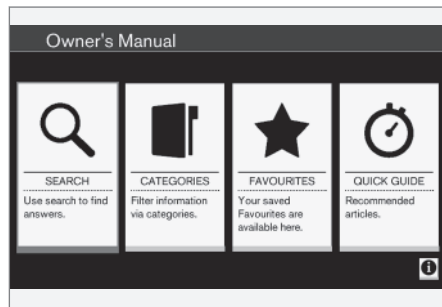 Owner's Manual
SEARCH
Use search to find
answers.
CATEGORIES
Filter information
via categories.
FAVOURITES
Your saved
Favourites are
available here.
QUICK GUIDE
Recommended
articles.